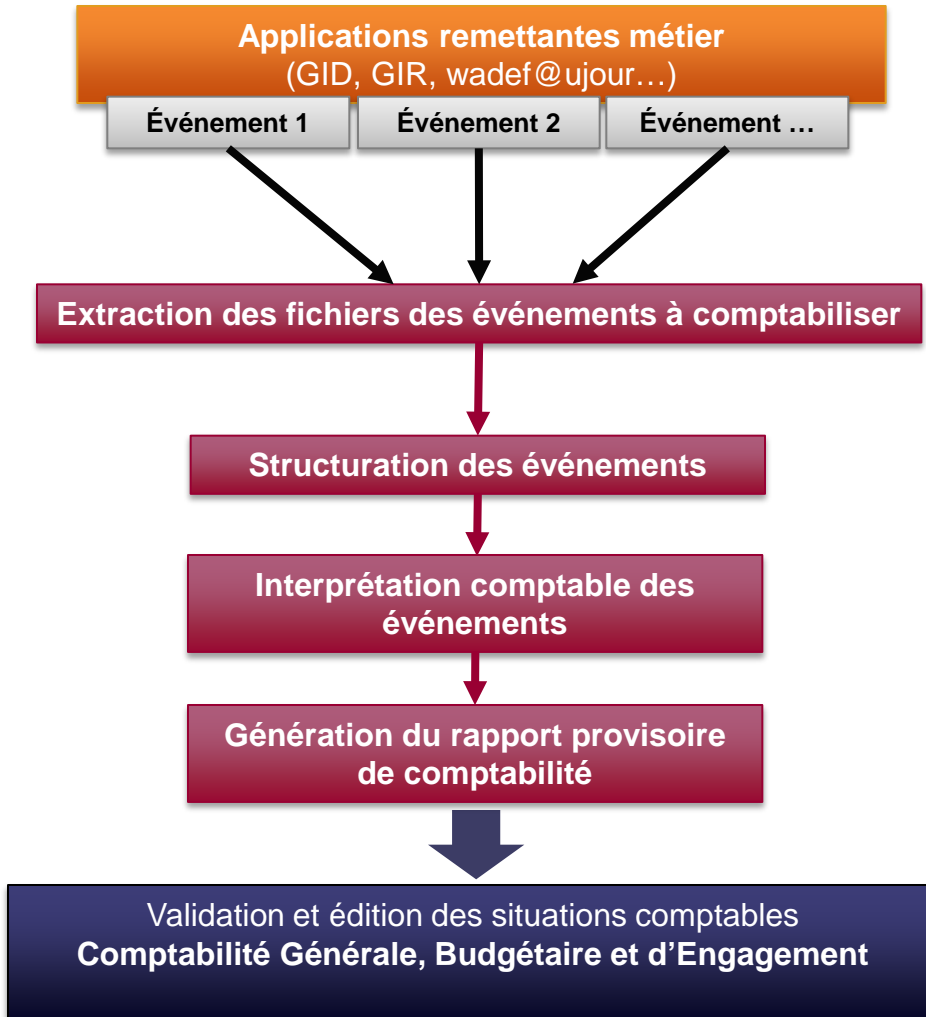 Applications remettantes métier
(GID, GIR, wadef@ujour…)
Événement 1
Événement 2
Événement …
Extraction des fichiers des événements à comptabiliser
Structuration des événements
Interprétation comptable des
événements
Génération du rapport provisoire
de comptabilité
Validation et édition des situations comptables
Comptabilité Générale, Budgétaire et d’Engagement